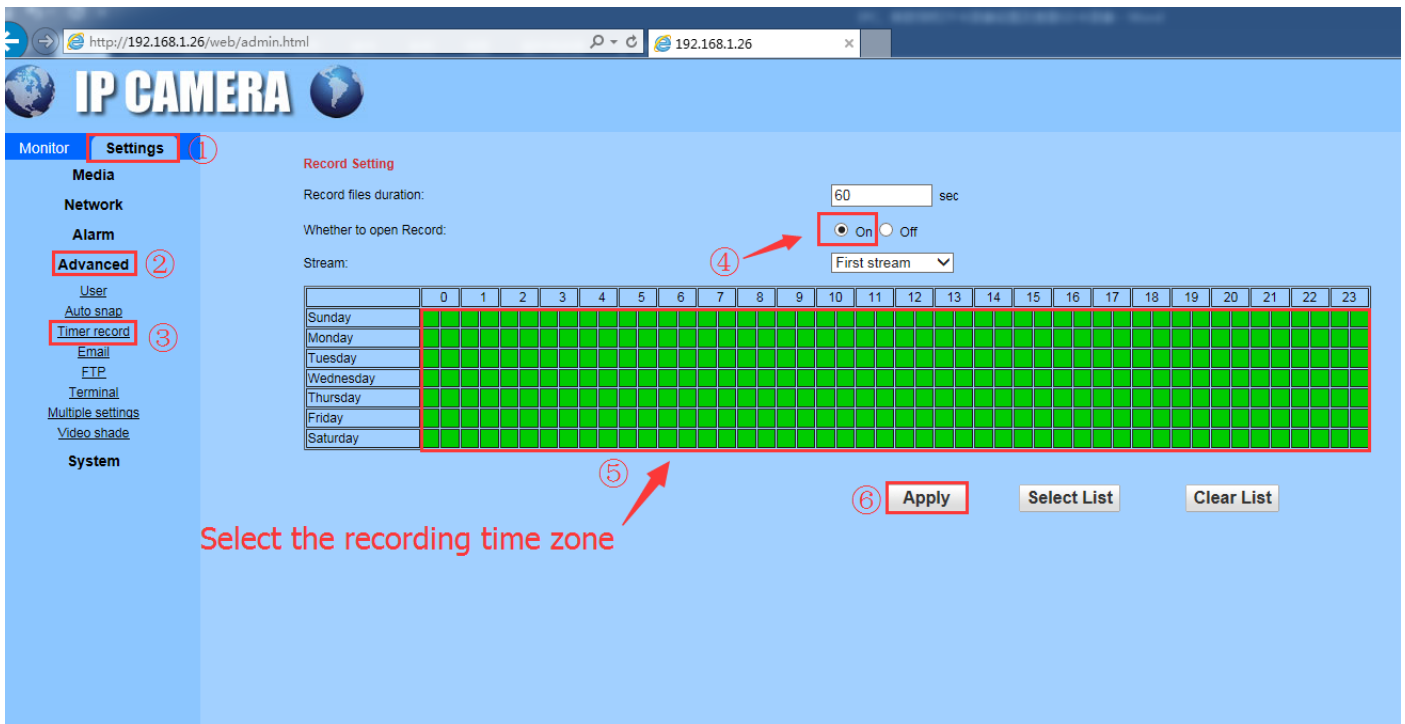 http://192.168.1.26/web/admin.html
192.168.1.26
IP CAMERA
Monitor Settings ①
Media
Network
Alarm
Advanced ②
User
Auto snap
Timer record ③
Email
FTP
Terminal
Multiple settings
Video shade
System
Record Setting
Record files duration: 60 sec
Whether to open Record: On Off
④
Stream: First stream
0 1 2 3 4 5 6 7 8 9 10 11 12 13 14 15 16 17 18 19 20 21 22 23
Sunday
Monday
Tuesday
Wednesday
Thursday
Friday
Saturday
⑤
⑥ Apply Select List Clear List
Select the recording time zone